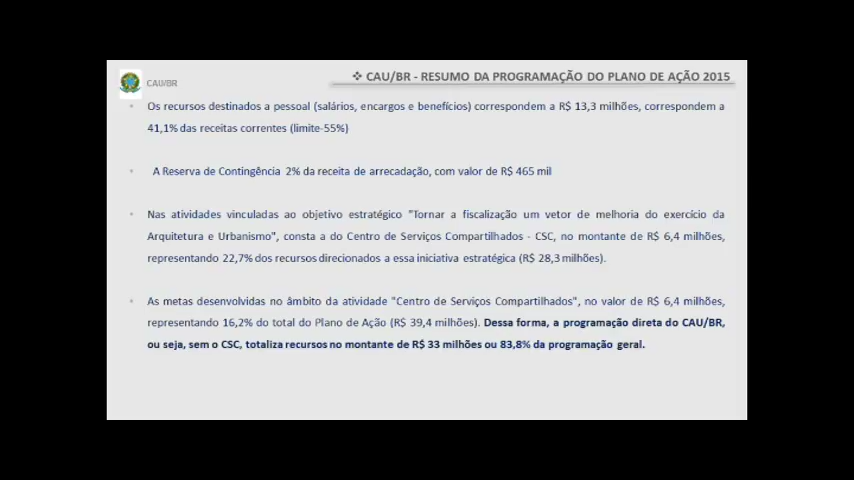 CAU/BR
❖ CAU/BR - RESUMO DA PROGRAMAÇÃO DO PLANO DE AÇÃO 2015
• Os recursos destinados a pessoal (salários, encargos e benefícios) correspondem a R$ 13,3 milhões, correspondem a
41,1% das receitas correntes (limite-55%)
• A Reserva de Contingência 2% da receita de arrecadação, com valor de R$ 465 mil
• Nas atividades vinculadas ao objetivo estratégico "Tornar a fiscalização um vetor de melhoria do exercício da
Arquitetura e Urbanismo", consta a do Centro de Serviços Compartilhados - CSC, no montante de R$ 6,4 milhões,
representando 22,7% dos recursos direcionados a essa iniciativa estratégica (R$ 28,3 milhões).
• As metas desenvolvidas no âmbito da atividade "Centro de Serviços Compartilhados", no valor de R$ 6,4 milhões,
representando 16,2% do total do Plano de Ação (R$ 39,4 milhões). Dessa forma, a programação direta do CAU/BR,
ou seja, sem o CSC, totaliza recursos no montante de R$ 33 milhões ou 83,8% da programação geral.